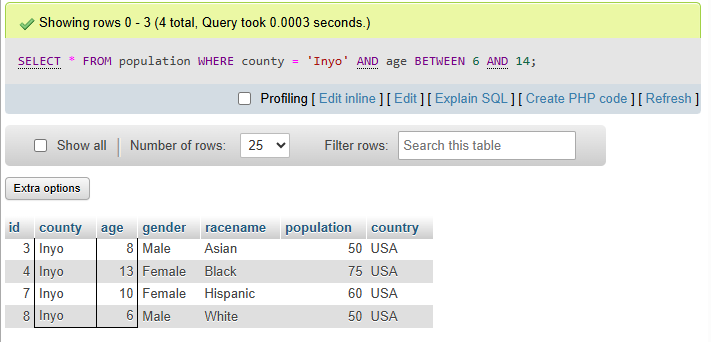 Showing rows 0 - 3 (4 total, Query took 0.0003 seconds.)
SELECT * FROM population WHERE county = 'Inyo' AND age BETWEEN 6 AND 14;
Profiling [ Edit inline ] [ Edit ] [ Explain SQL ] [ Create PHP code ] [ Refresh ]
Show all Number of rows: 25 Filter rows: Search this table
Extra options
id county age gender racename population country
3 Inyo 8 Male Asian 50 USA
4 Inyo 13 Female Black 75 USA
7 Inyo 10 Female Hispanic 60 USA
8 Inyo 6 Male White 50 USA